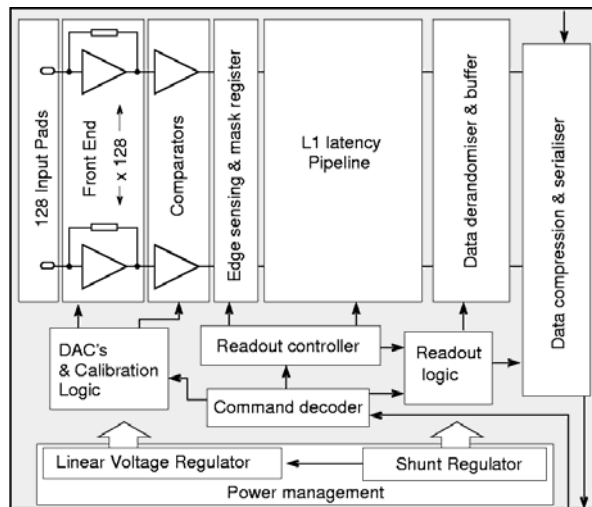 128 Input Pads
Front End
x 128
Comparators
Edge sensing & mask register
L1 latency
Pipeline
Data derandomiser & buffer
Data compression & serialiser
DAC's
& Calibration
Logic
Readout controller
Readout
logic
Command decoder
Linear Voltage Regulator
Shunt Regulator
Power management